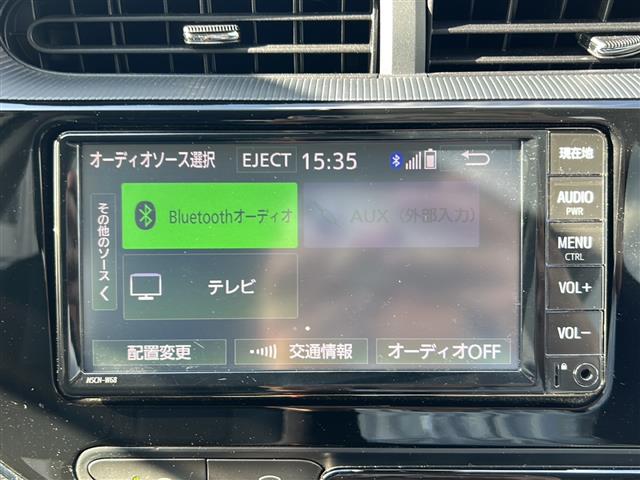 オーディオソース選択 EJECT 15:35
その他のソース
Bluetoothオーディオ
AUX（外部入力）
テレビ
配置変更
交通情報
オーディオOFF
NSCN-W68
現在地
AUDIO
PWR
MENU
CTRL
VOL+
VOL−